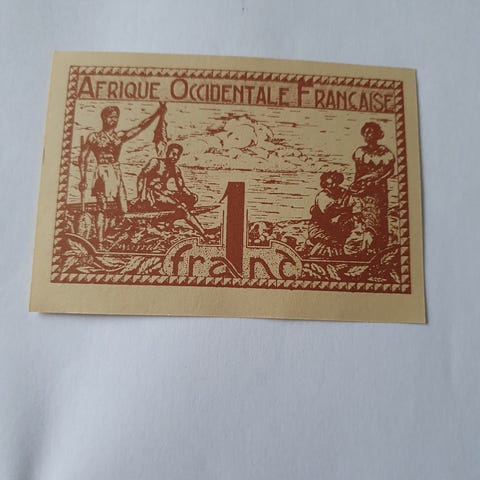 AFRIQUE OCCIDENTALE FRANÇAISE
1
franc